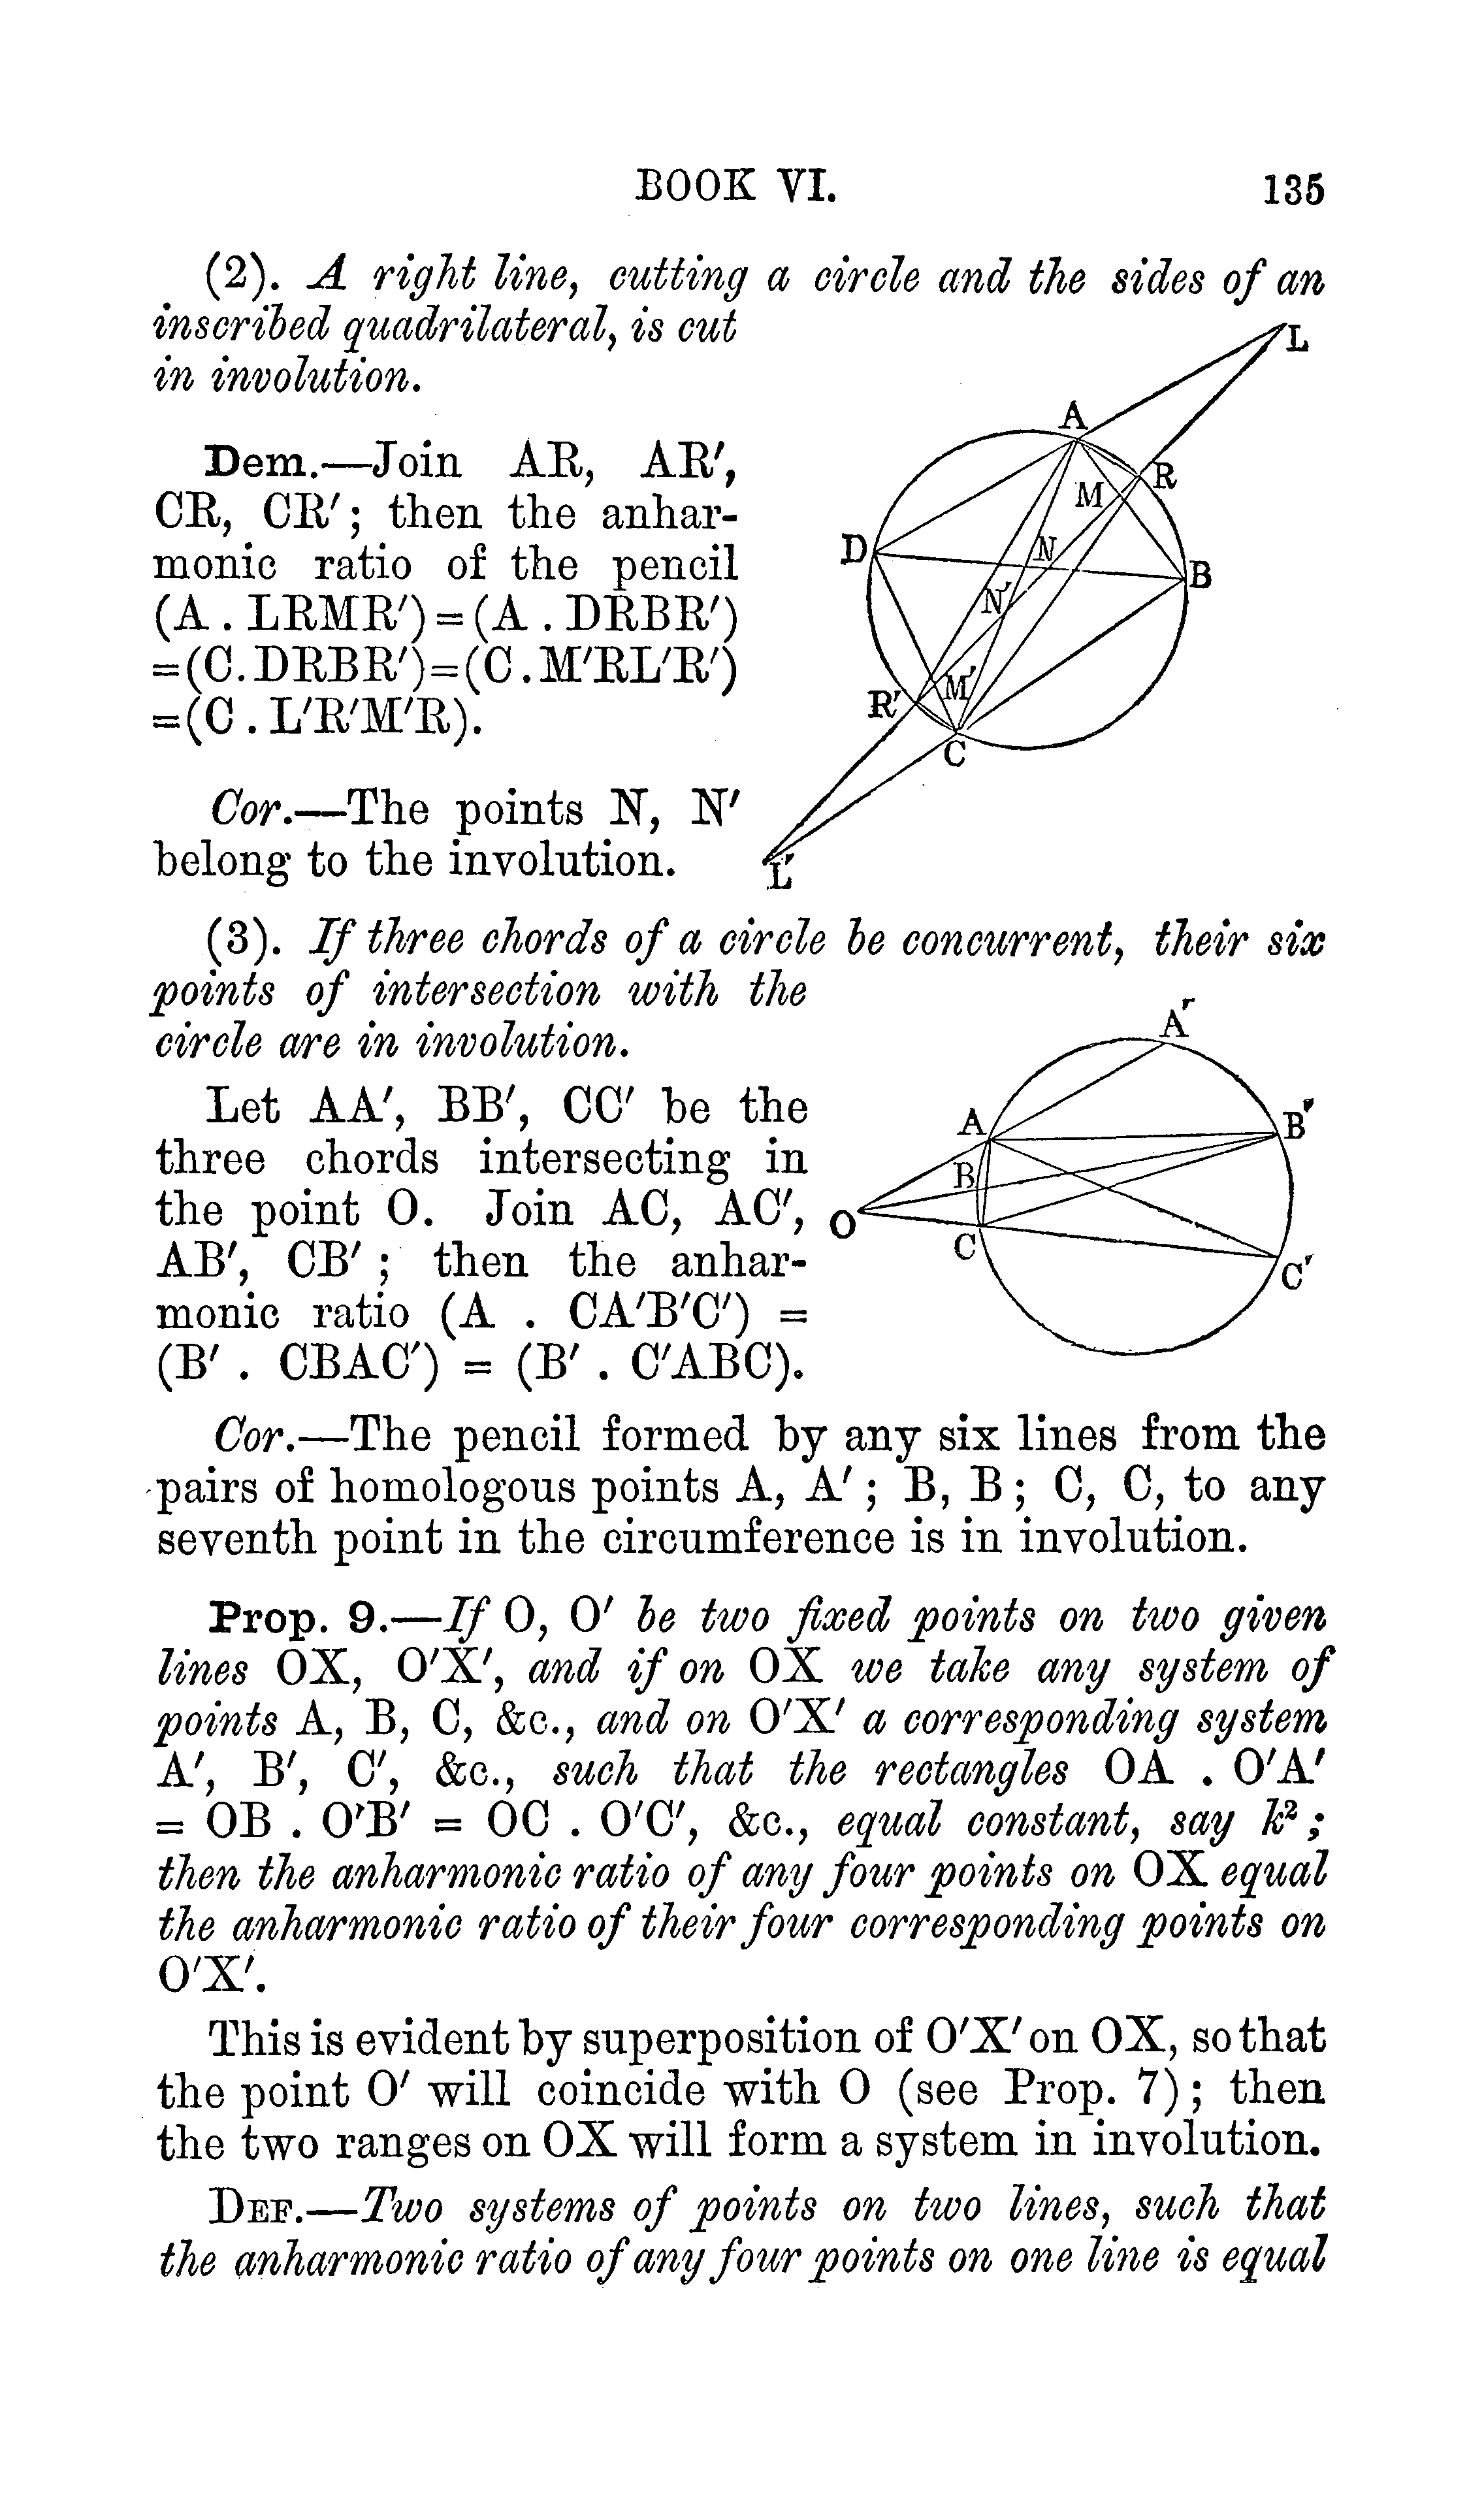 BOOK VI. 135
(2). A right line, cutting a circle and the sides of an
inscribed quadrilateral, is cut
in involution.
Dem.—Join AR, AR′,
CR, CR′; then the anhar-
monic ratio of the pencil
(A . LRMR′) = (A . DRBR′)
=(C.DRBR′)=(C.M′RL′R′)
=(C . L′R′M′R).
Cor.—The points N, N′
belong to the involution.
L
A
R
M
D
N
B
N′
M′
R′
C
L′
(3). If three chords of a circle be concurrent, their six
points of intersection with the
circle are in involution.
Let AA′, BB′, CC′ be the
three chords intersecting in
the point O. Join AC, AC′,
AB′, CB′; then the anhar-
monic ratio (A . CA′B′C′) =
(B′ . CBAC′) = (B′ . C′ABC).
A′
A
B′
B
O
C
C′
Cor.—The pencil formed by any six lines from the
pairs of homologous points A, A′; B, B; C, C, to any
seventh point in the circumference is in involution.
Prop. 9.—If O, O′ be two fixed points on two given
lines OX, O′X′, and if on OX we take any system of
points A, B, C, &c., and on O′X′ a corresponding system
A′, B′, C′, &c., such that the rectangles OA . O′A′
= OB . O′B′ = OC . O′C′, &c., equal constant, say k²;
then the anharmonic ratio of any four points on OX equal
the anharmonic ratio of their four corresponding points on
O′X′.
This is evident by superposition of O′X′ on OX, so that
the point O′ will coincide with O (see Prop. 7); then
the two ranges on OX will form a system in involution.
DEF.—Two systems of points on two lines, such that
the anharmonic ratio of any four points on one line is equal